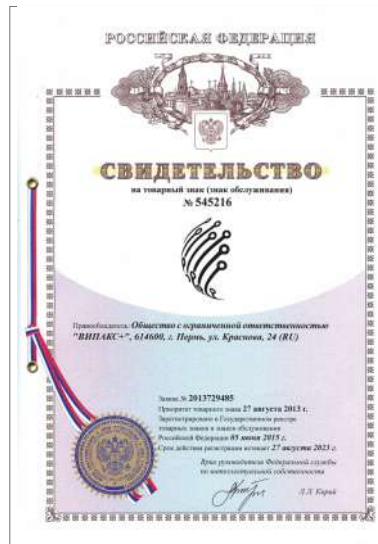 РОССИЙСКАЯ ФЕДЕРАЦИЯ
СВИДЕТЕЛЬСТВО
на товарный знак (знак обслуживания)
№ 545216
Правообладатель: Общество с ограниченной ответственностью
"ВИПАКС+", 614600, г. Пермь, ул. Краснова, 24 (RU)
Заявка № 2013729485
Приоритет товарного знака 27 августа 2013 г.
Зарегистрировано в Государственном реестре
товарных знаков и знаков обслуживания
Российской Федерации 05 июня 2015 г.
Срок действия регистрации истекает 27 августа 2023 г.
Врио руководителя Федеральной службы
по интеллектуальной собственности
Л.Л. Кирий